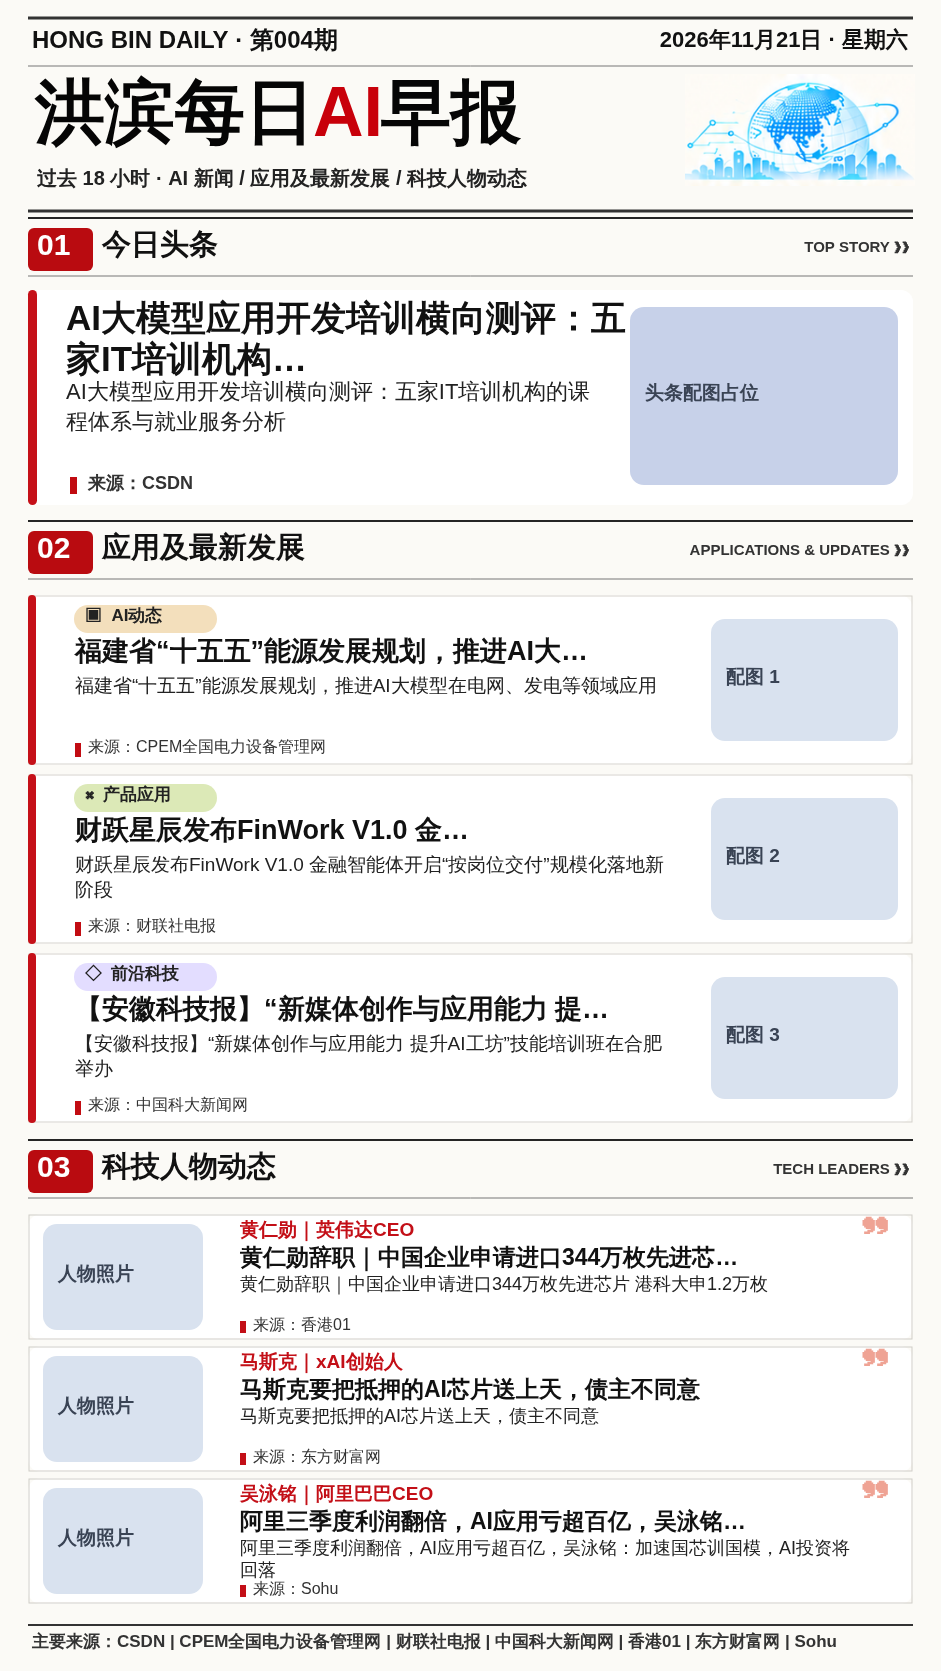 HONG BIN DAILY · 第004期
2026年11月21日 · 星期六
洪滨每日AI早报
过去 18 小时 · AI 新闻 / 应用及最新发展 / 科技人物动态
01 今日头条
TOP STORY ❯❯
AI大模型应用开发培训横向测评：五
家IT培训机构…
AI大模型应用开发培训横向测评：五家IT培训机构的课
程体系与就业服务分析
来源：CSDN
头条配图占位
02 应用及最新发展
APPLICATIONS & UPDATES ❯❯
▣ AI动态
福建省“十五五”能源发展规划，推进AI大…
福建省“十五五”能源发展规划，推进AI大模型在电网、发电等领域应用
来源：CPEM全国电力设备管理网
配图 1
✖ 产品应用
财跃星辰发布FinWork V1.0 金…
财跃星辰发布FinWork V1.0 金融智能体开启“按岗位交付”规模化落地新
阶段
来源：财联社电报
配图 2
◇ 前沿科技
【安徽科技报】“新媒体创作与应用能力 提…
【安徽科技报】“新媒体创作与应用能力 提升AI工坊”技能培训班在合肥
举办
来源：中国科大新闻网
配图 3
03 科技人物动态
TECH LEADERS ❯❯
人物照片
黄仁勋｜英伟达CEO
黄仁勋辞职｜中国企业申请进口344万枚先进芯…
黄仁勋辞职｜中国企业申请进口344万枚先进芯片 港科大申1.2万枚
来源：香港01
人物照片
马斯克｜xAI创始人
马斯克要把抵押的AI芯片送上天，债主不同意
马斯克要把抵押的AI芯片送上天，债主不同意
来源：东方财富网
人物照片
吴泳铭｜阿里巴巴CEO
阿里三季度利润翻倍，AI应用亏超百亿，吴泳铭…
阿里三季度利润翻倍，AI应用亏超百亿，吴泳铭：加速国芯训国模，AI投资将
回落
来源：Sohu
主要来源：CSDN | CPEM全国电力设备管理网 | 财联社电报 | 中国科大新闻网 | 香港01 | 东方财富网 | Sohu